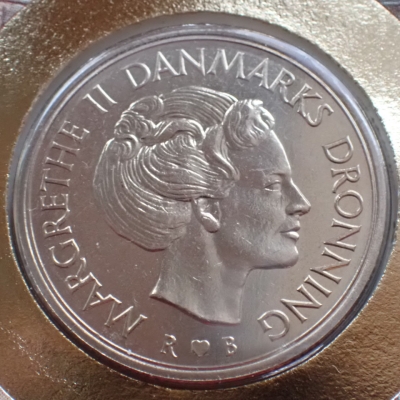 MARGRETHE II DANMARKS DRONNING
R ♥ B